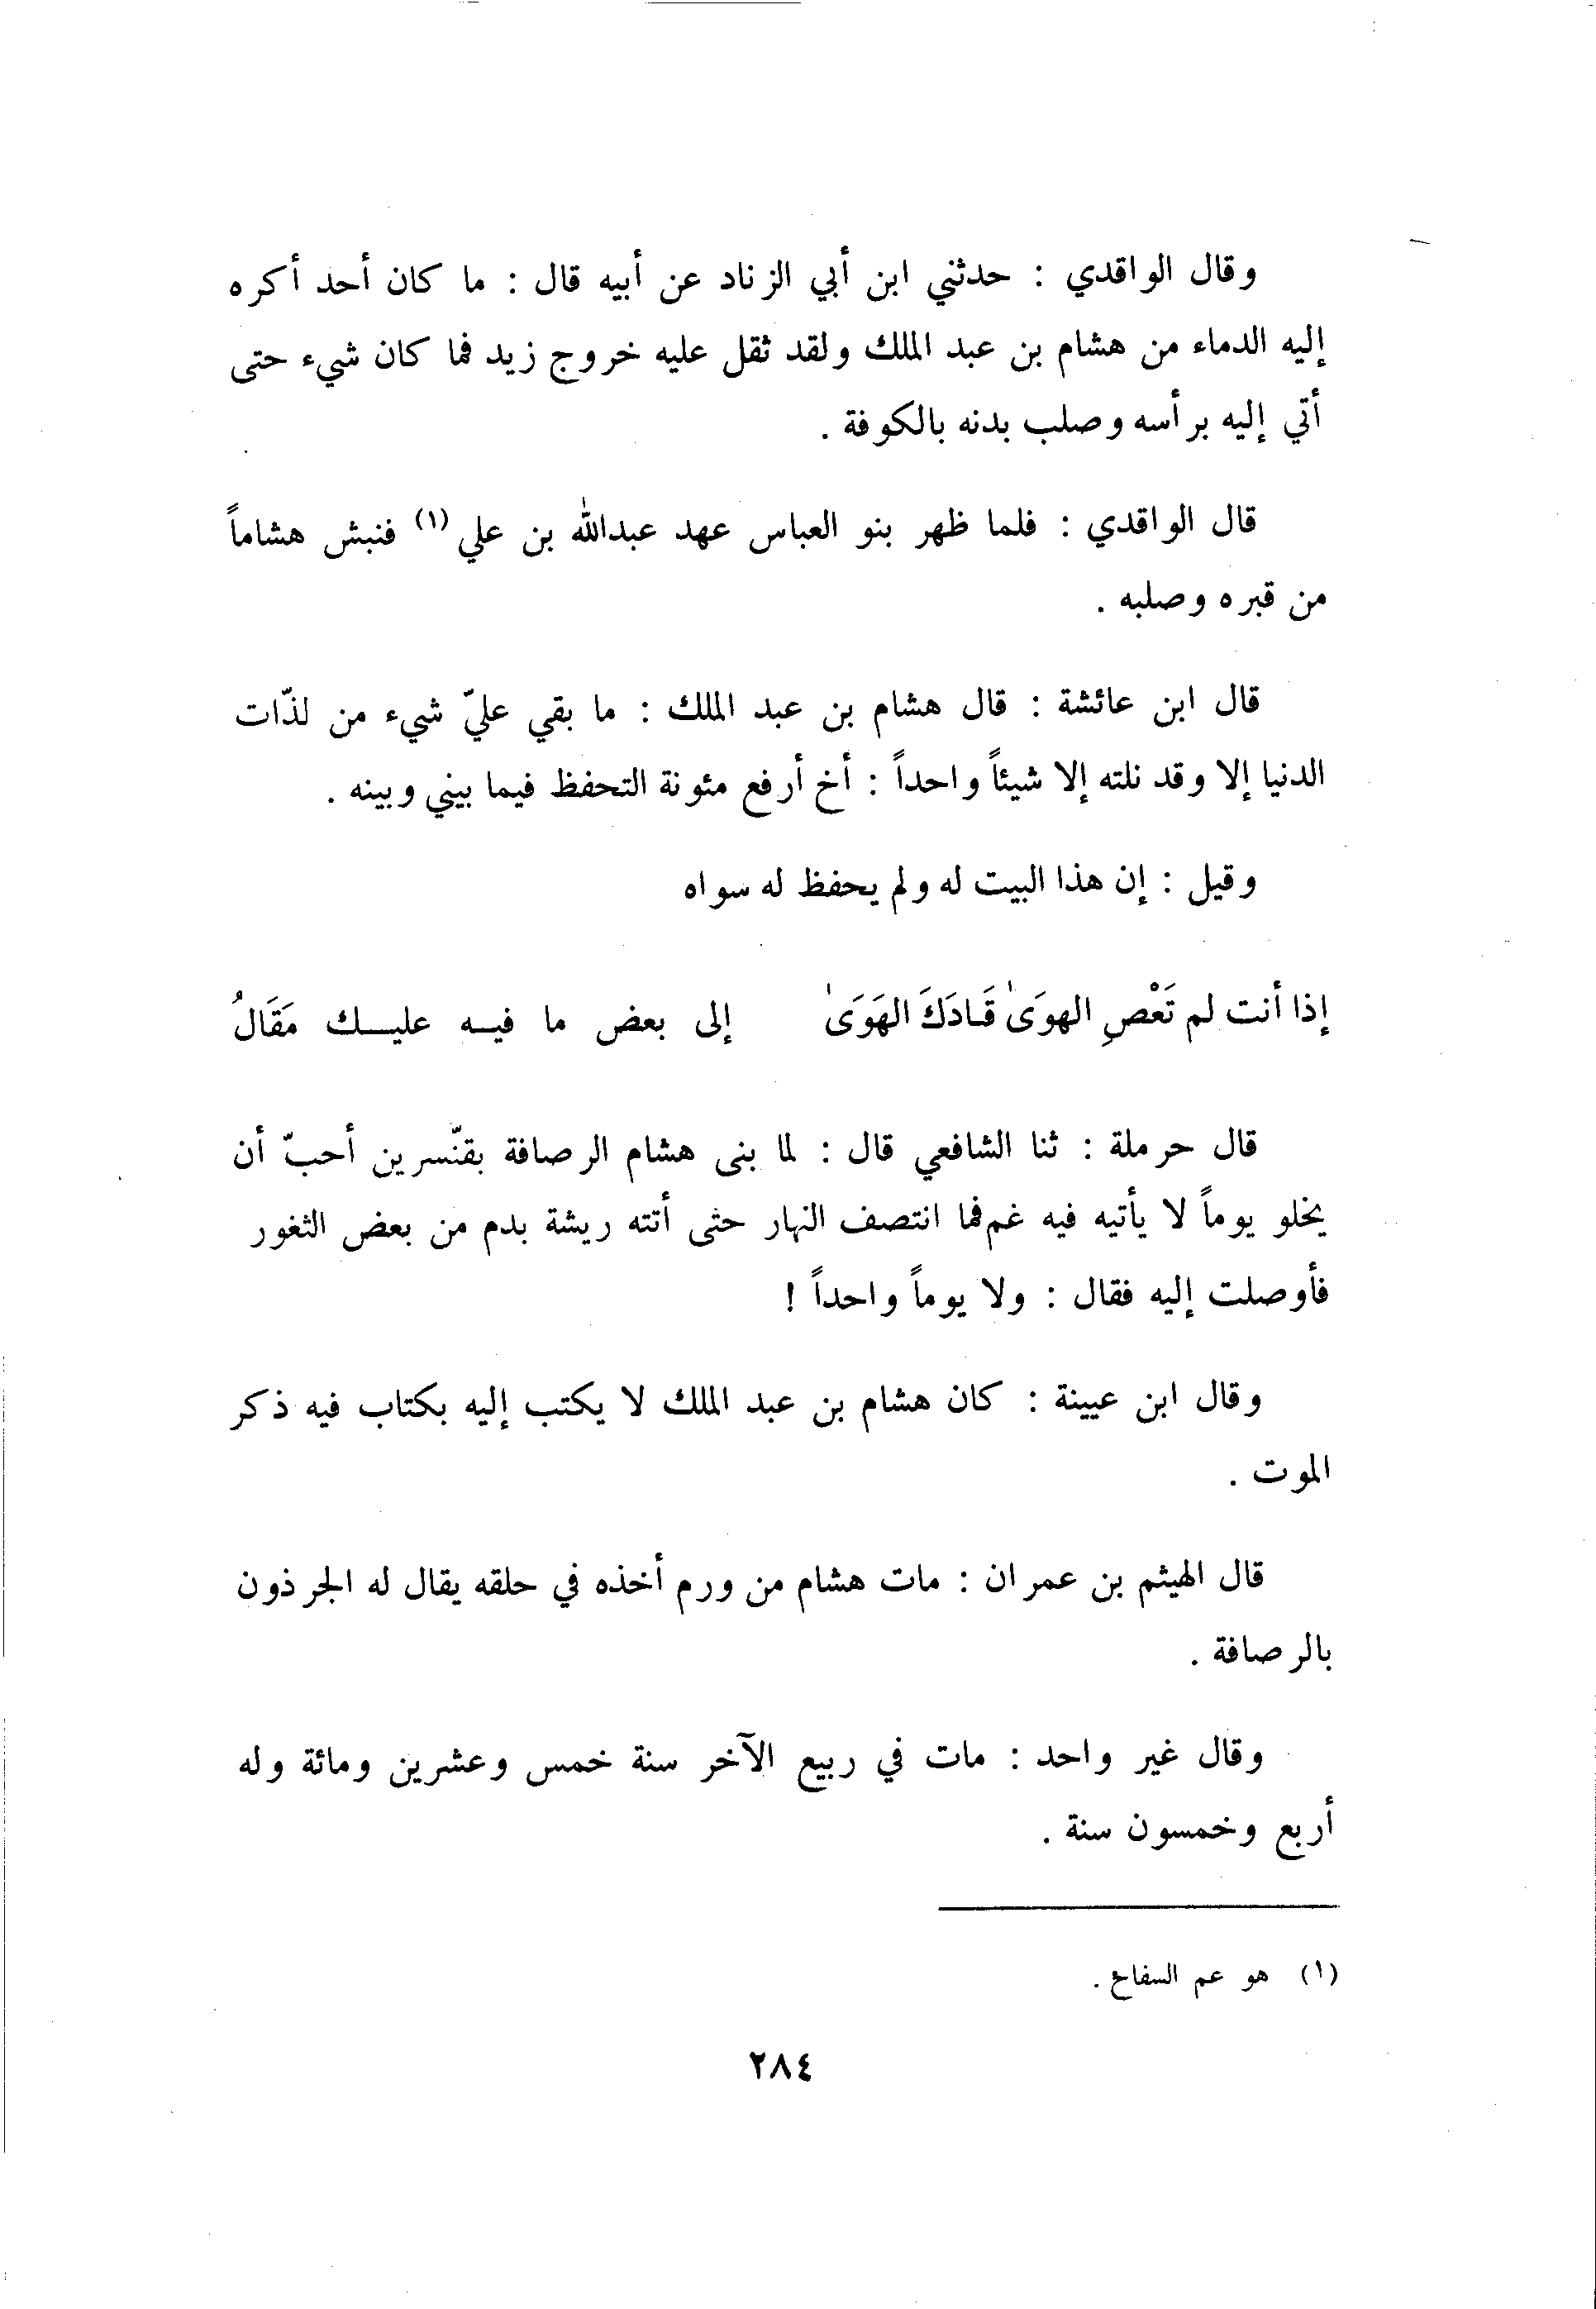 وقال الواقدي : حدثني ابن أبي الزناد عن أبيه قال : ما كان أحد أكره
إليه الدماء من هشام بن عبد الملك ولقد ثقل عليه خروج زيد فما كان شيء حتى
أتي إليه برأسه وصلب بدنه بالكوفة .
قال الواقدي : فلما ظهر بنو العباس عهد عبدالله بن علي (١) فنبش هشاماً
من قبره وصلبه .
قال ابن عائشة : قال هشام بن عبد الملك : ما بقي عليّ شيء من لذّات
الدنيا إلا وقد نلته إلا شيئاً واحداً : أخ أرفع مئونة التحفظ فيما بيني وبينه .
وقيل : إن هذا البيت له ولم يحفظ له سواه
إذا أنت لم تَعْصِ الهوَىٰ قَـادَكَ الهَوَىٰ إلى بعض ما فيـه عليـك مَقَالُ
قال حرملة : ثنا الشافعي قال : لما بنى هشام الرصافة بقنّسرين أحبّ أن
يخلو يوماً لا يأتيه فيه غم فما انتصف النهار حتى أتته ريشة بدم من بعض الثغور
فأوصلت إليه فقال : ولا يوماً واحداً !
وقال ابن عيينة : كان هشام بن عبد الملك لا يكتب إليه بكتاب فيه ذكر
الموت .
قال الهيثم بن عمران : مات هشام من ورم أخذه في حلقه يقال له الجرذون
بالرصافة .
وقال غير واحد : مات في ربيع الآخر سنة خمس وعشرين ومائة وله
أربع وخمسون سنة .
(١) هو عم السفاح .
٢٨٤